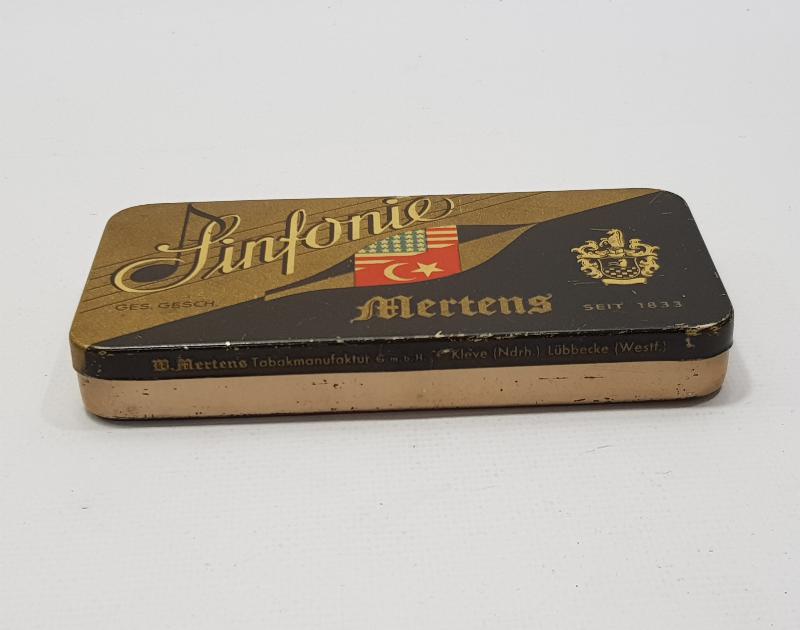 Sinfonie
GES. GESCH.
Mertens
SEIT 1833
W. Mertens Tabakmanufaktur G.m.b.H. Kleve (Ndrh.) Lübbecke (Westf.)